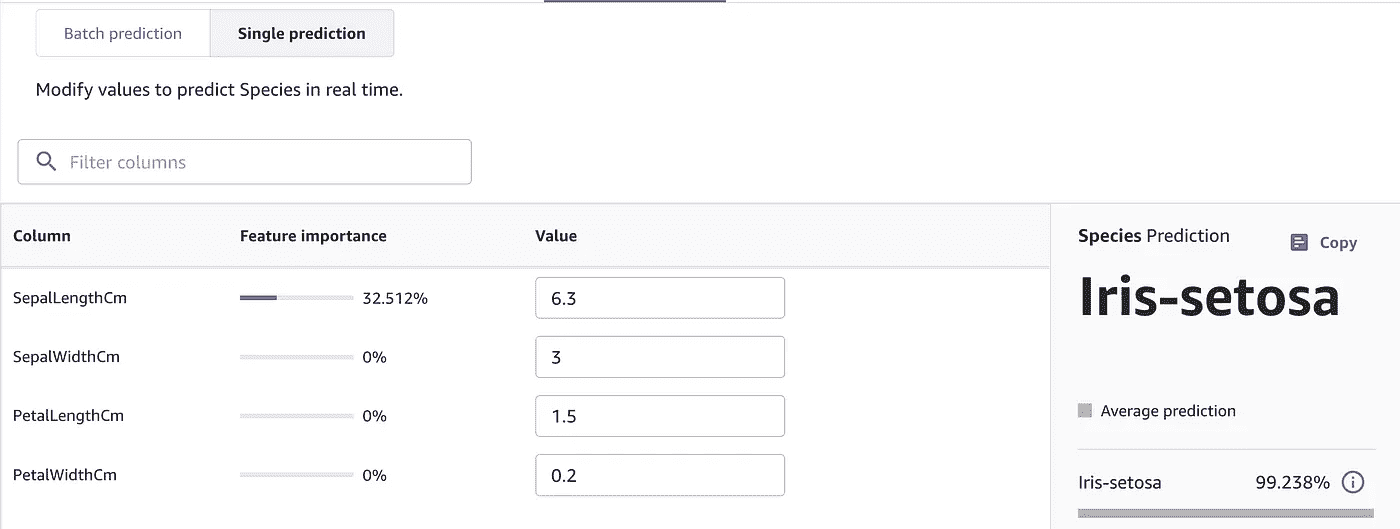 Batch prediction Single prediction
Modify values to predict Species in real time.
Filter columns
Column Feature importance Value
SepalLengthCm 32.512% 6.3
SepalWidthCm 0% 3
PetalLengthCm 0% 1.5
PetalWidthCm 0% 0.2
Species Prediction Copy
Iris-setosa
Average prediction
Iris-setosa 99.238%